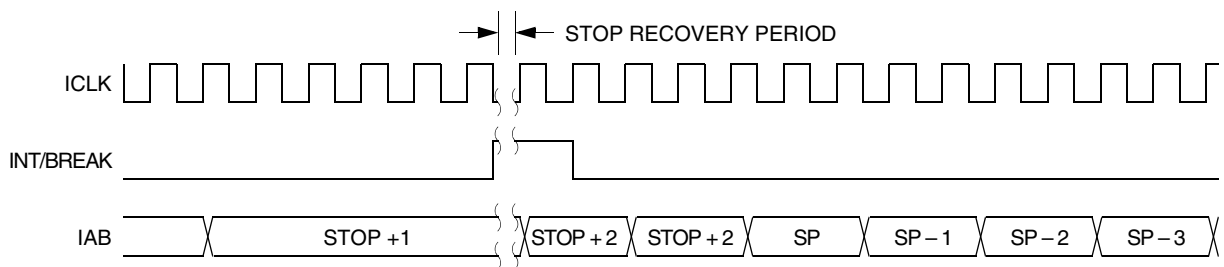 STOP RECOVERY PERIOD
ICLK
INT/BREAK
IAB STOP +1 STOP + 2 STOP + 2 SP SP – 1 SP – 2 SP – 3